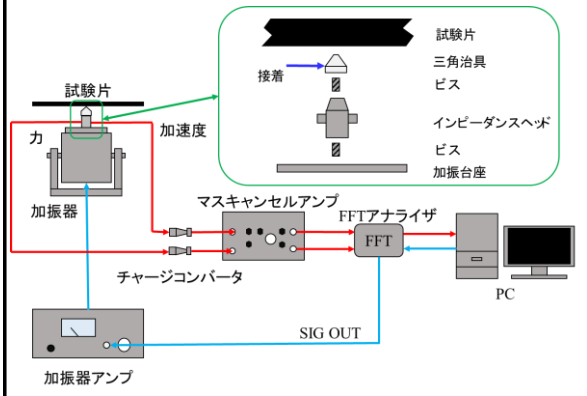 試験片
三角治具
接着
ビス
インピーダンスヘッド
ビス
加振台座
試験片
力
加速度
加振器
マスキャンセルアンプ
FFTアナライザ
FFT
チャージコンバータ
PC
SIG OUT
加振器アンプ